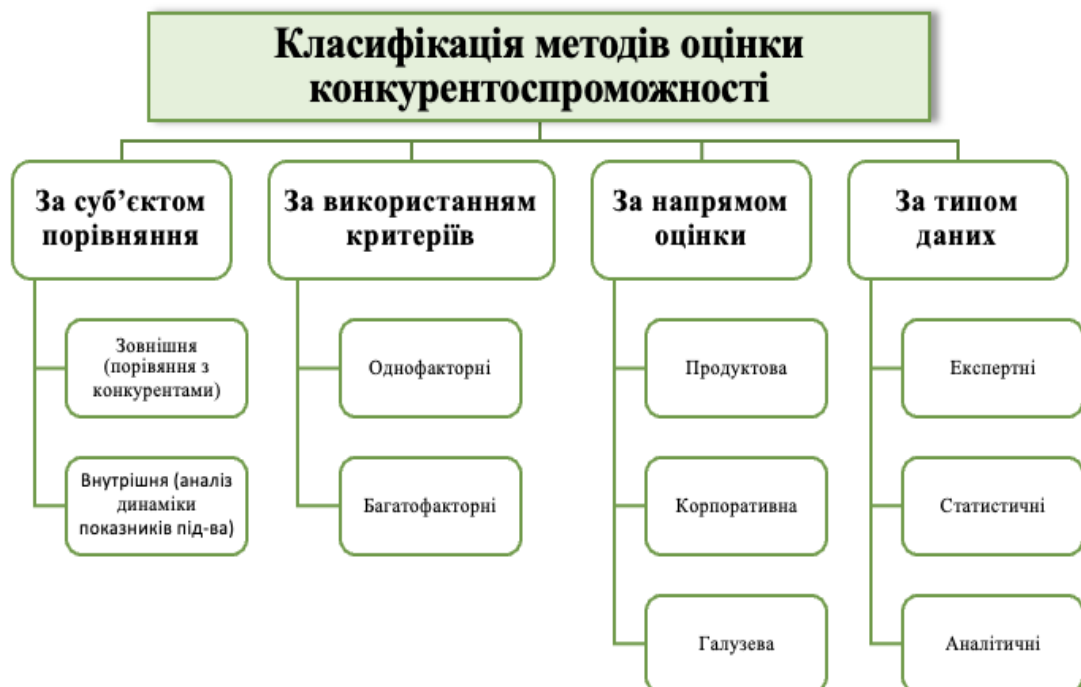 Класифікація методів оцінки
конкурентоспроможності
За суб’єктом
порівняння
Зовнішня
(порівяння з
конкурентами)
Внутрішня (аналіз
динаміки
показників під-ва)
За використанням
критеріїв
Однофакторні
Багатофакторні
За напрямом
оцінки
Продуктова
Корпоративна
Галузева
За типом
даних
Експертні
Статистичні
Аналітичні